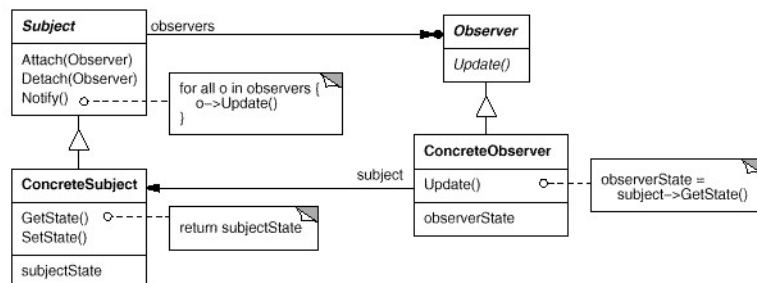 Subject
observers
Observer
Attach(Observer)
Detach(Observer)
Notify()
for all o in observers {
o->Update()
}
Update()
ConcreteSubject
GetState()
SetState()
subjectState
return subjectState
subject
ConcreteObserver
Update()
observerState
observerState =
subject->GetState()